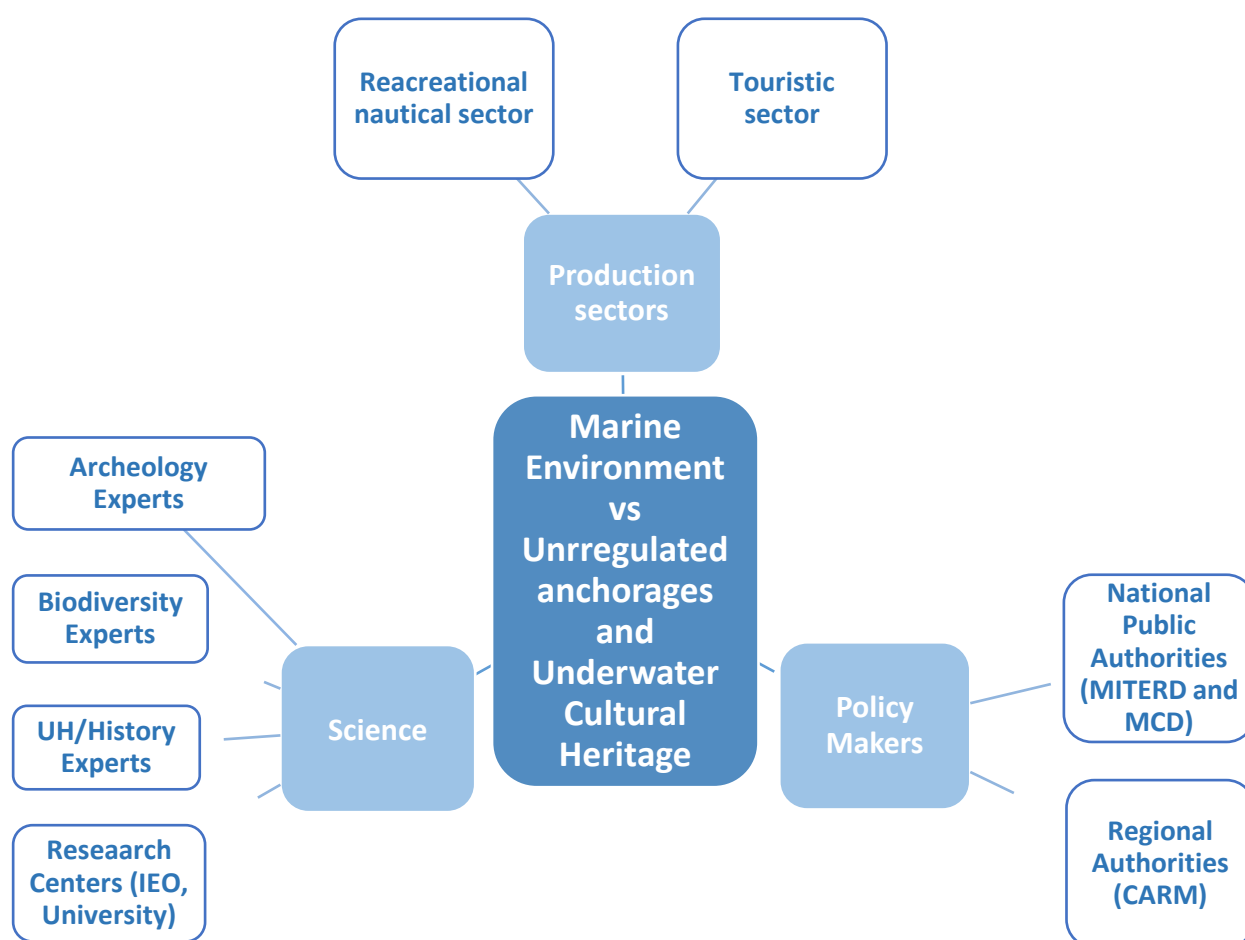 Reacreational
nautical sector
Touristic
sector
Production
sectors
Marine
Environment
vs
Unrregulated
anchorages
and
Underwater
Cultural
Heritage
Archeology
Experts
Biodiversity
Experts
UH/History
Experts
Reseaarch
Centers (IEO,
University)
Science
Policy
Makers
National
Public
Authorities
(MITERD and
MCD)
Regional
Authorities
(CARM)